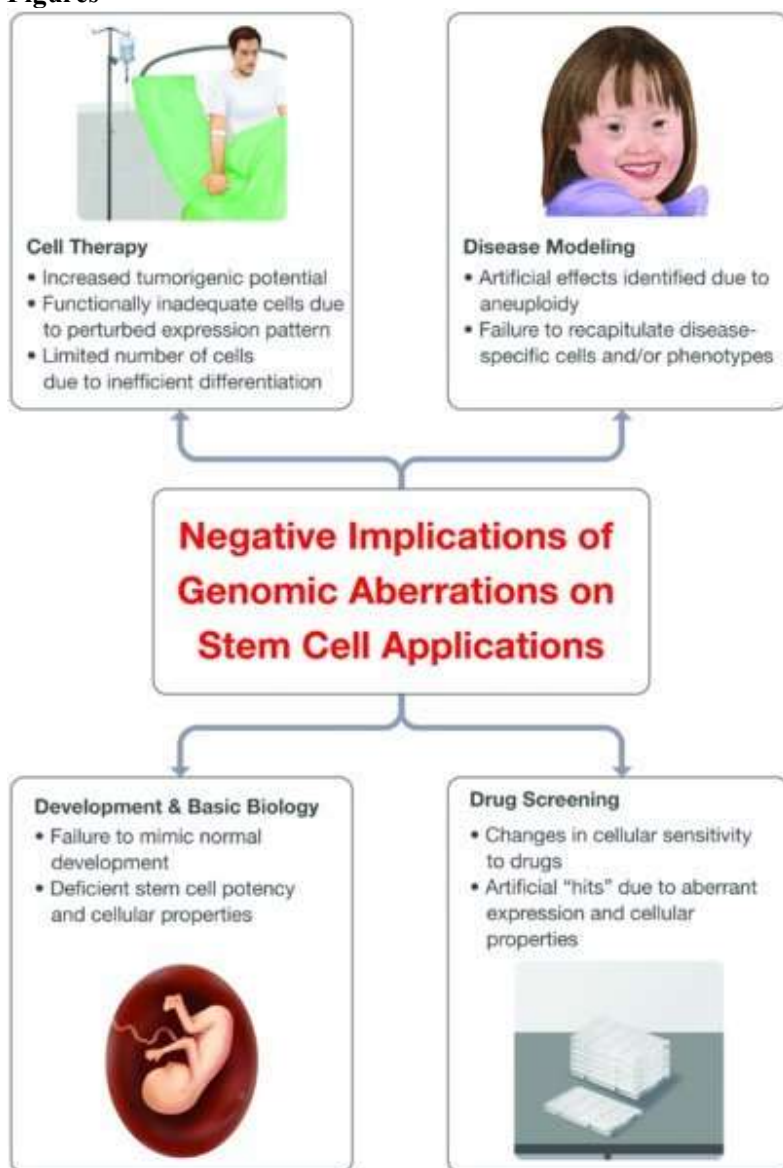 Figures
Cell Therapy
• Increased tumorigenic potential
• Functionally inadequate cells due
to perturbed expression pattern
• Limited number of cells
due to inefficient differentiation
Disease Modeling
• Artificial effects identified due to
aneuploidy
• Failure to recapitulate disease-
specific cells and/or phenotypes
Negative Implications of
Genomic Aberrations on
Stem Cell Applications
Development & Basic Biology
• Failure to mimic normal
development
• Deficient stem cell potency
and cellular properties
Drug Screening
• Changes in cellular sensitivity
to drugs
• Artificial “hits” due to aberrant
expression and cellular
properties